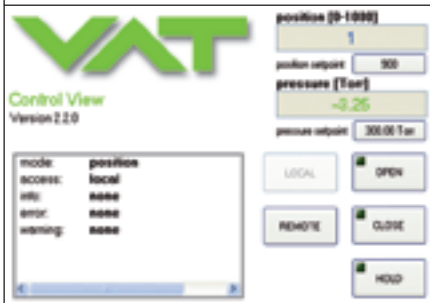 VAT
position [0-1000]
1
position setpoint 900
pressure [Torr]
-3.25
pressure setpoint 300.00 Torr
Control View
Version 2.2.0
mode: position
access: local
info: none
error: none
warning: none
LOCAL
OPEN
REMOTE
CLOSE
HOLD